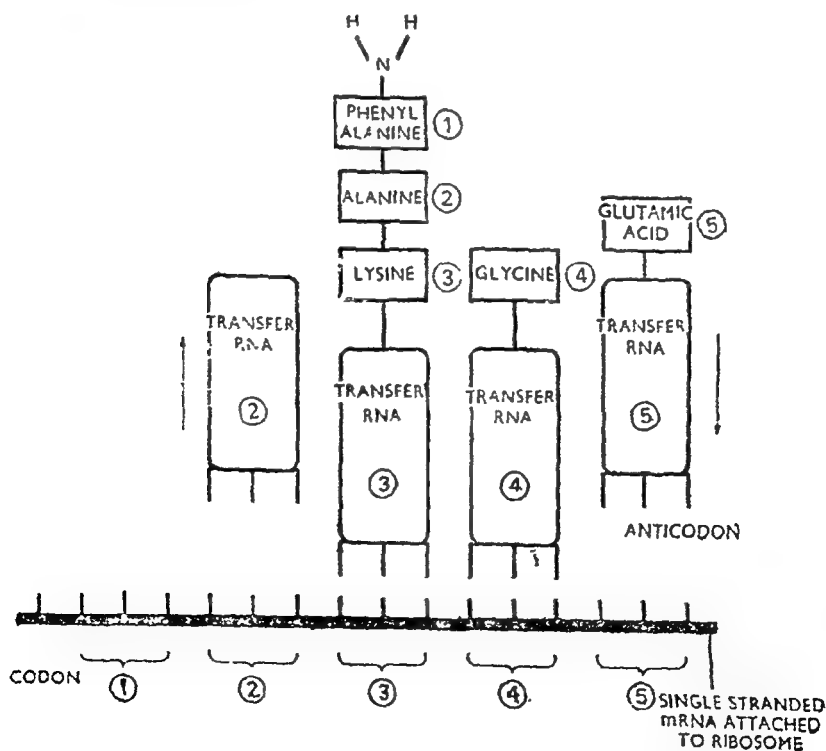 H H
N
PHENYL
ALANINE ①
ALANINE ②
LYSINE ③
GLYCINE ④
GLUTAMIC
ACID ⑤
TRANSFER
RNA
②
TRANSFER
RNA
③
TRANSFER
RNA
④
TRANSFER
RNA
⑤
ANTICODON
CODON ① ② ③ ④ ⑤
SINGLE STRANDED
mRNA ATTACHED
TO RIBOSOME